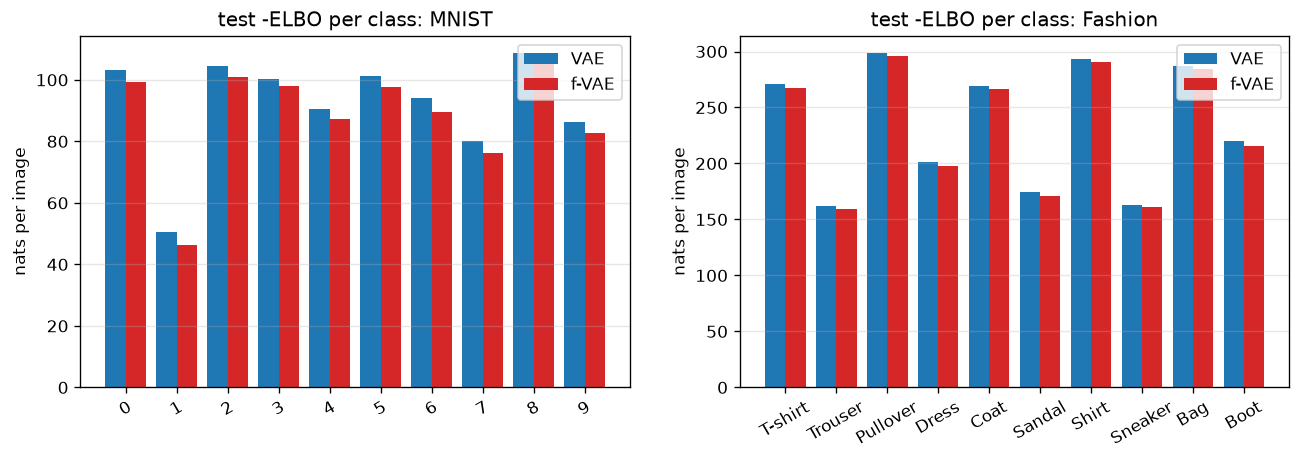 test -ELBO per class: MNIST
nats per image
100
80
60
40
20
0
VAE
f-VAE
0 1 2 3 4 5 6 7 8 9
test -ELBO per class: Fashion
nats per image
300
250
200
150
100
50
0
VAE
f-VAE
T-shirt Trouser Pullover Dress Coat Sandal Shirt Sneaker Bag Boot